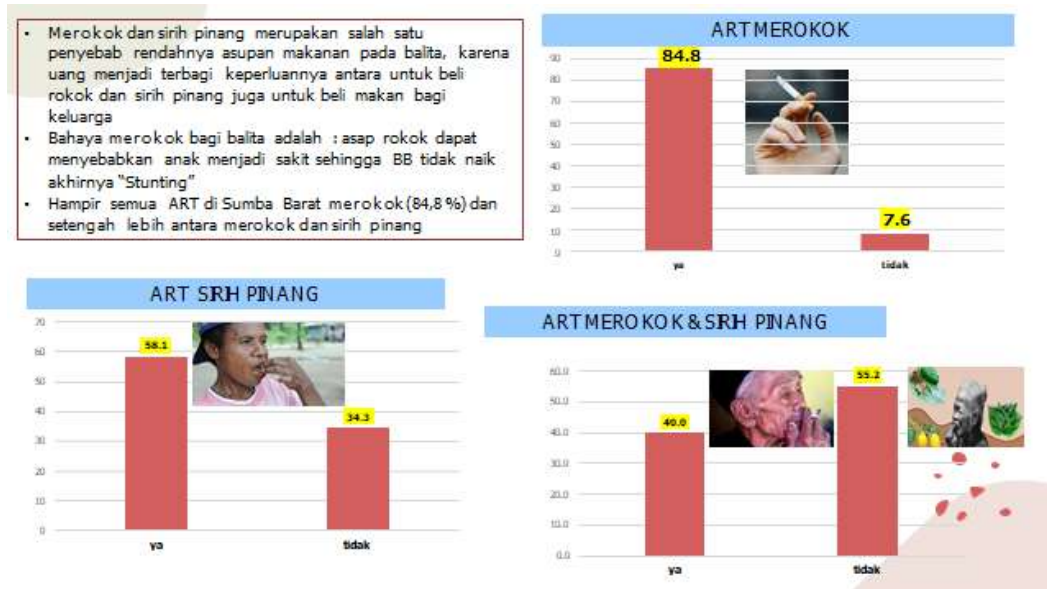 • Merokok dan sirih pinang merupakan salah satu
penyebab rendahnya asupan makanan pada balita, karena
uang menjadi terbagi keperluannya antara untuk beli
rokok dan sirih pinang juga untuk beli makan bagi
keluarga
• Bahaya merokok bagi balita adalah : asap rokok dapat
menyebabkan anak menjadi sakit sehingga BB tidak naik
akhirnya "Stunting"
• Hampir semua ART di Sumba Barat merokok (84,8 %) dan
setengah lebih antara merokok dan sirih pinang
ART MEROKOK
90
80
70
60
50
40
30
20
10
0
84.8
7.6
ya
tidak
ART SIRIH PINANG
70
60
50
40
30
20
10
0
58.1
34.3
ya
tidak
ART MEROKOK & SIRIH PINANG
60.0
50.0
40.0
30.0
20.0
10.0
0.0
40.0
55.2
ya
tidak